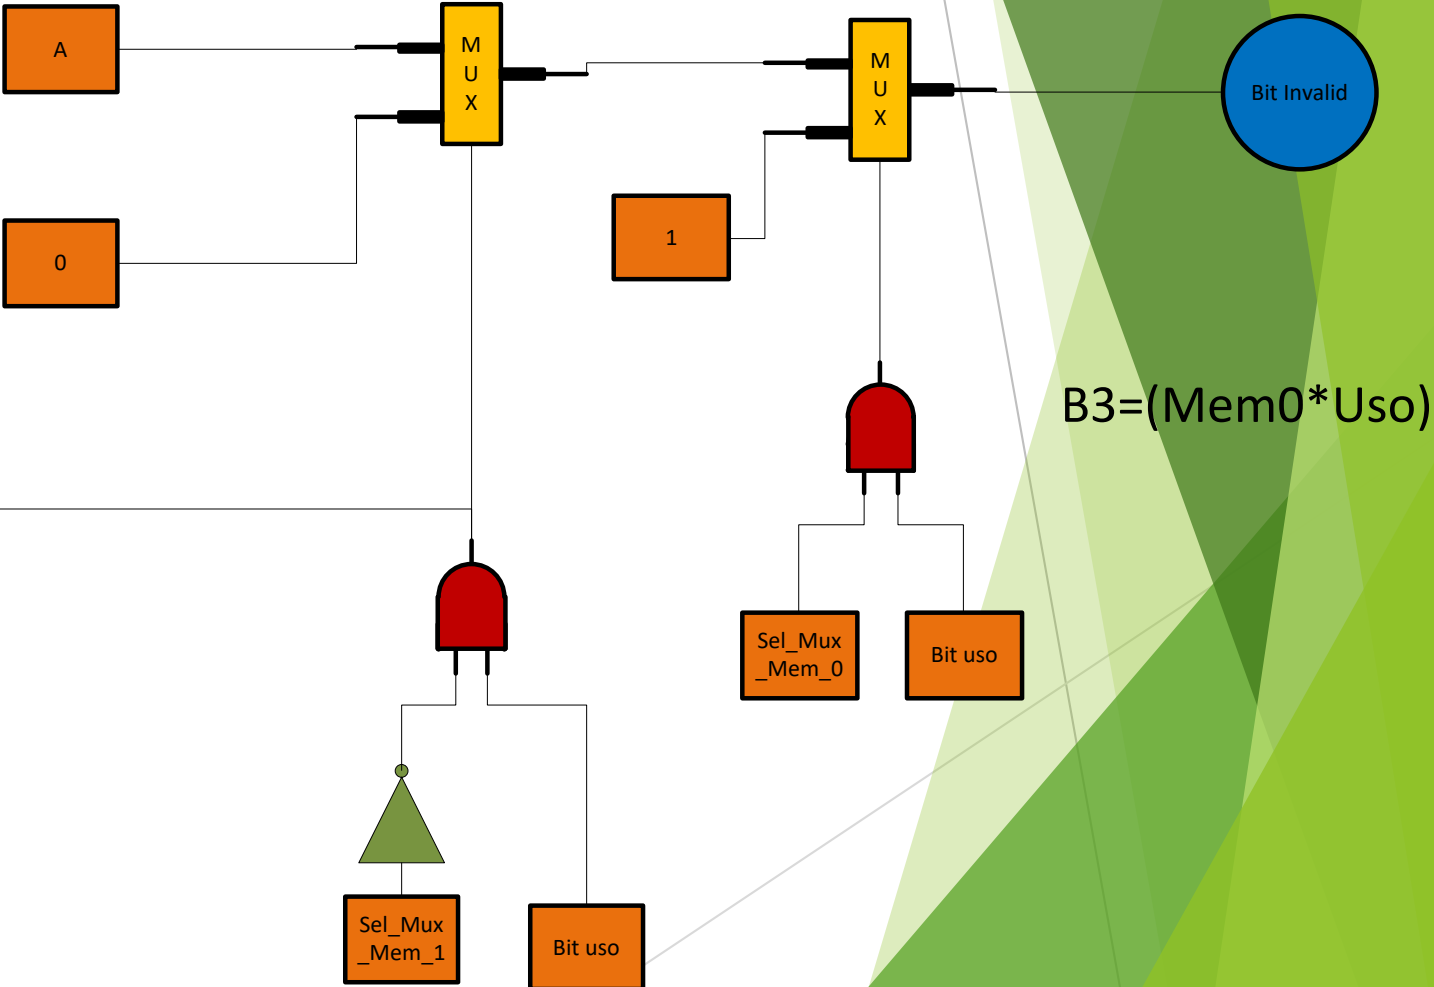 A
M
U
X
M
U
X
Bit Invalid
0
1
B3=(Mem0*Uso)
Sel_Mux
_Mem_0
Bit uso
Sel_Mux
_Mem_1
Bit uso